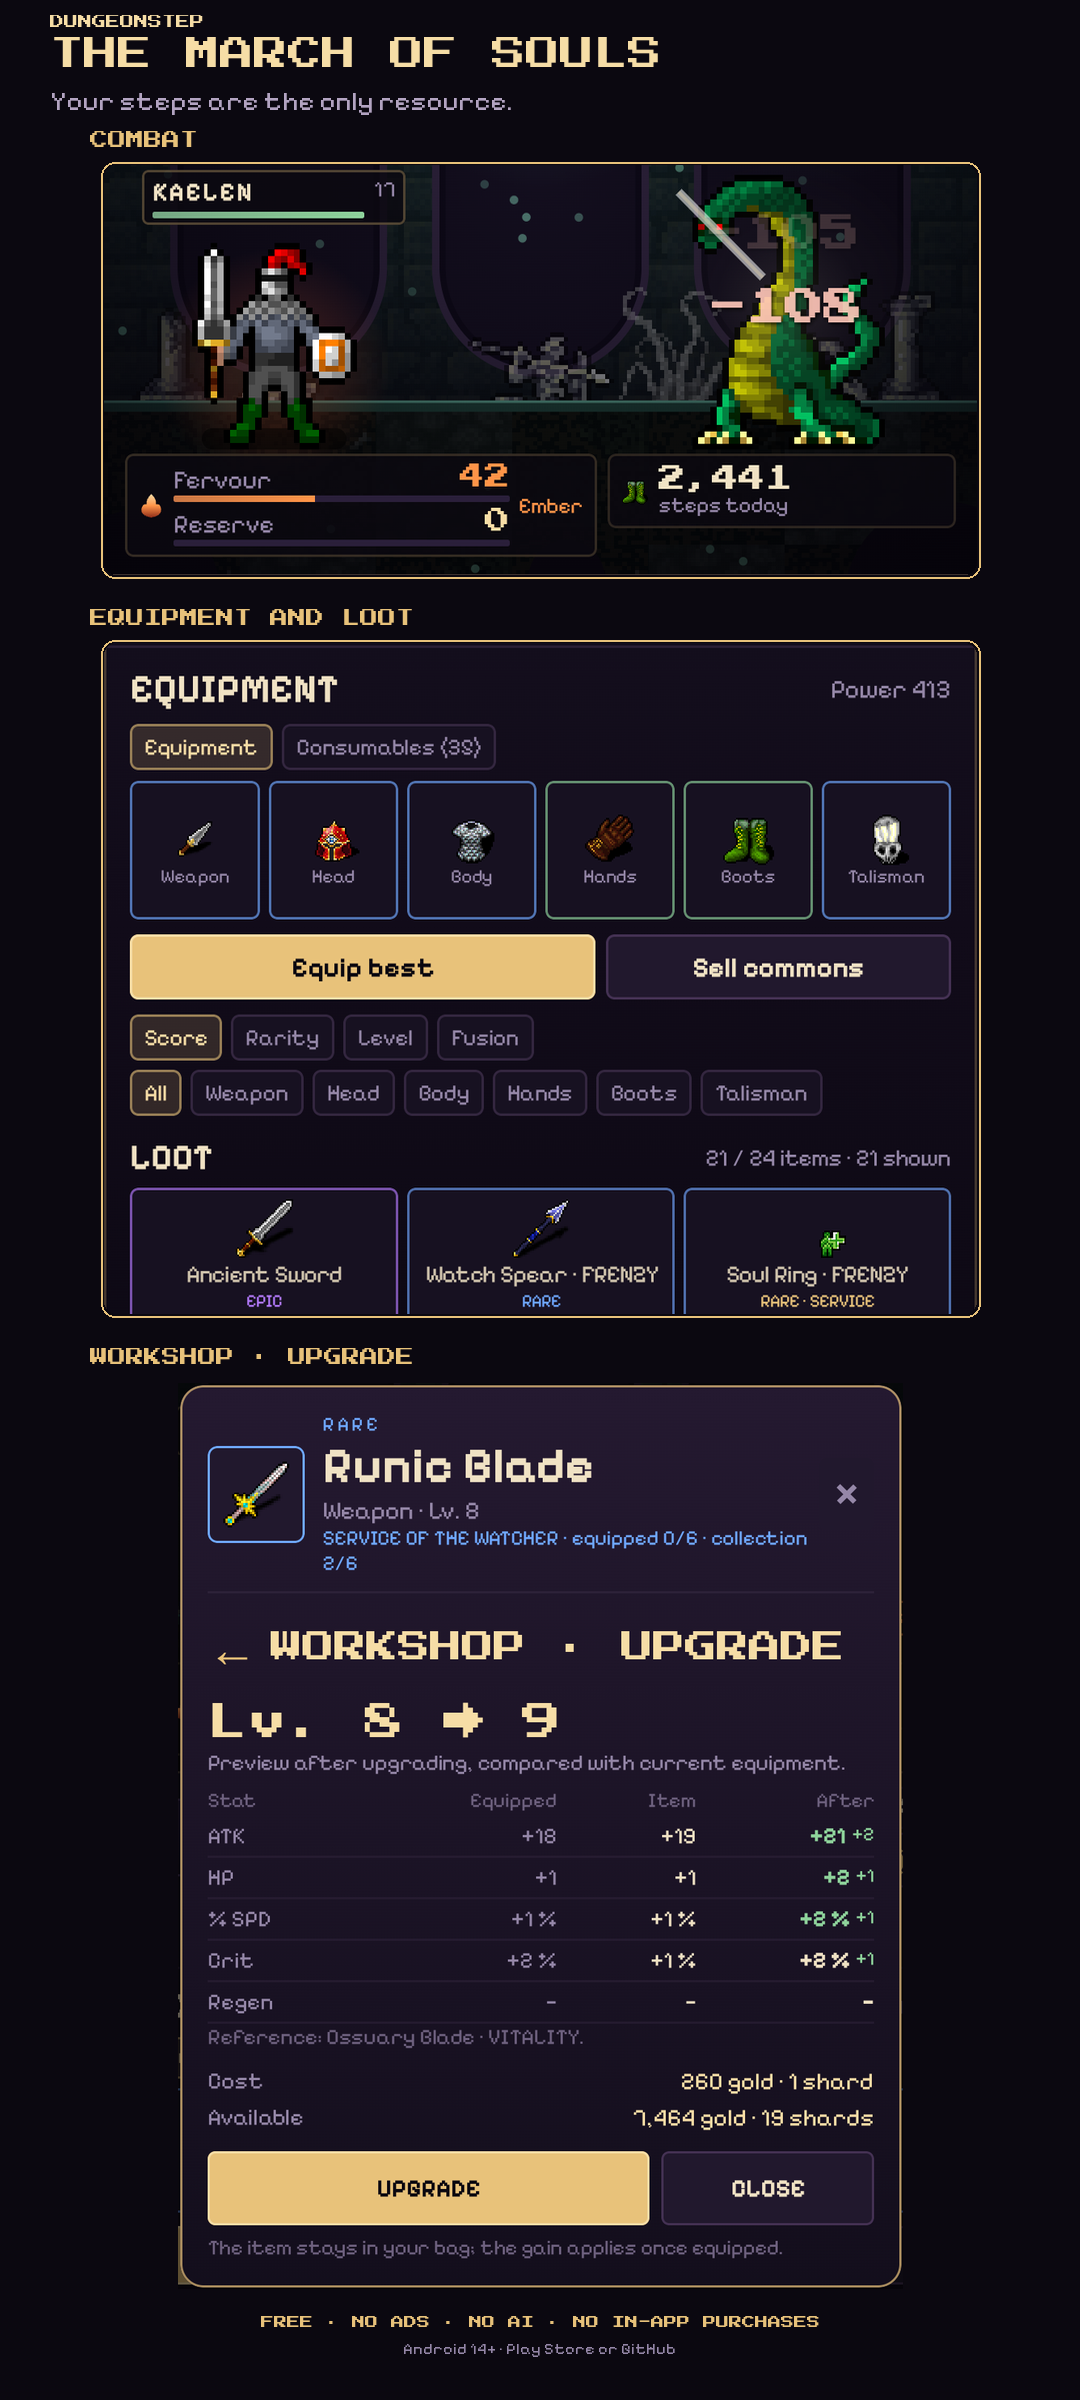 DUNGEONSTEP
THE MARCH OF SOULS
Your steps are the only resource.
COMBAT
KAELEN 17
-105
-108
Fervour 42
Ember
Reserve 0
2,441
steps today
EQUIPMENT AND LOOT
EQUIPMENT Power 413
Equipment Consumables (38)
Weapon Head Body Hands Boots Talisman
Equip best Sell commons
Score Rarity Level Fusion
All Weapon Head Body Hands Boots Talisman
LOOT 21 / 24 items · 21 shown
Ancient Sword Watch Spear · FRENZY Soul Ring · FRENZY
EPIC RARE RARE · SERVICE
WORKSHOP · UPGRADE
RARE
Runic Blade
Weapon · Lv. 8
SERVICE OF THE WATCHER · equipped 0/6 · collection
2/6
×
← WORKSHOP · UPGRADE
Lv. 8 → 9
Preview after upgrading, compared with current equipment.
Stat Equipped Item After
ATK +18 +19 +21 +2
HP +1 +1 +2 +1
% SPD +1 % +1 % +2 % +1
Crit +2 % +1 % +2 % +1
Regen - - -
Reference: Ossuary Blade · VITALITY.
Cost 260 gold · 1 shard
Available 7,464 gold · 19 shards
UPGRADE CLOSE
The item stays in your bag; the gain applies once equipped.
FREE · NO ADS · NO AI · NO IN-APP PURCHASES
Android 14+ · Play Store or GitHub